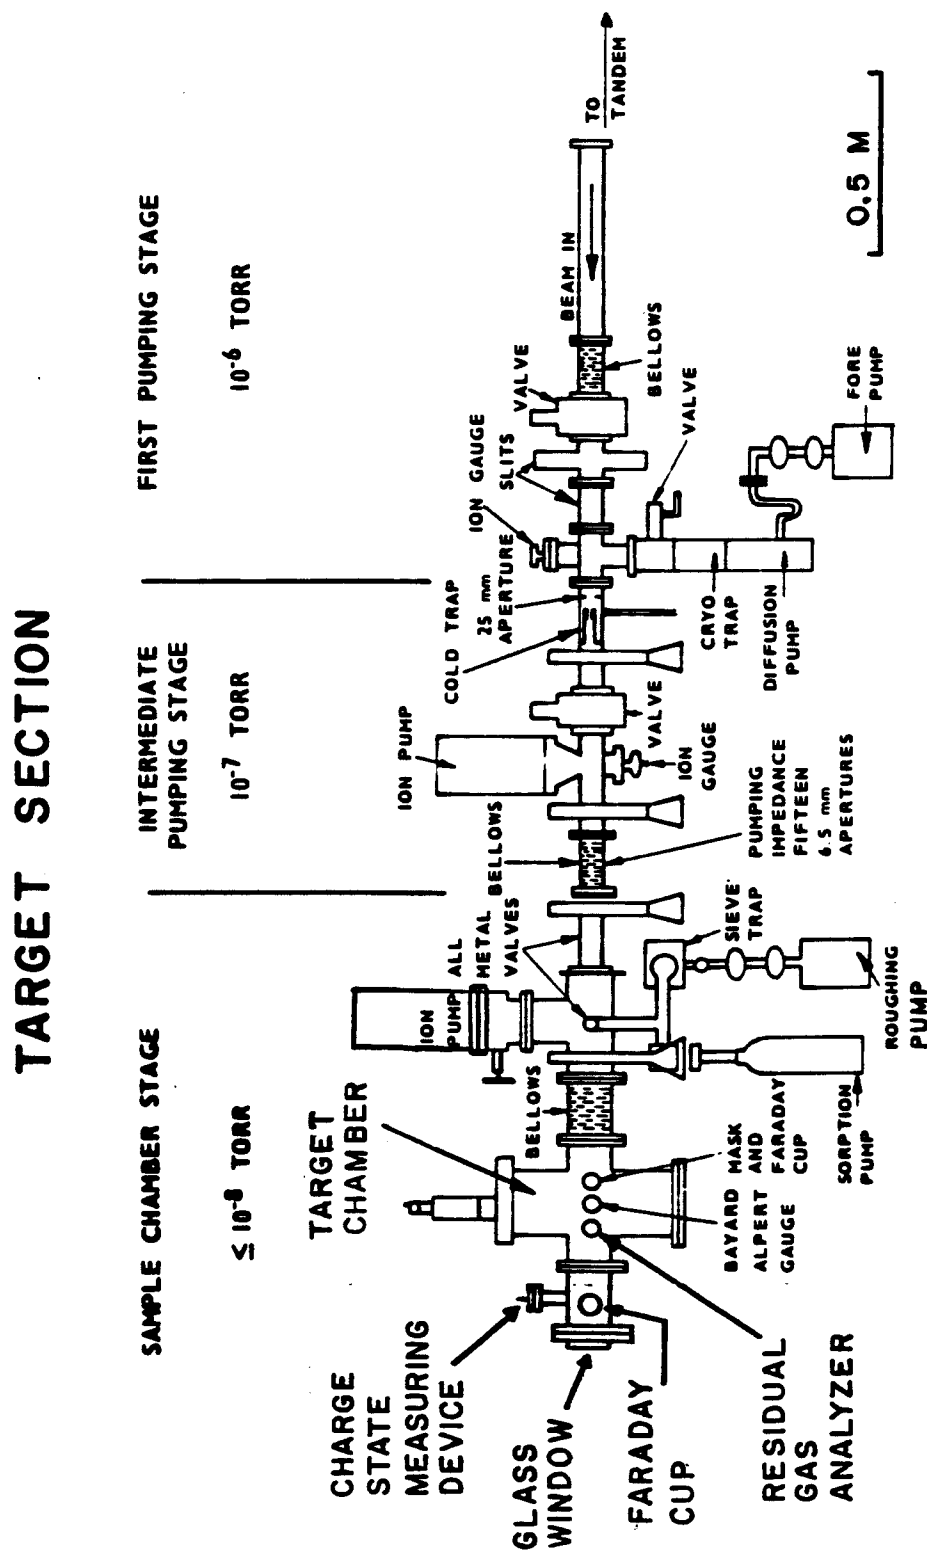 TARGET SECTION
SAMPLE CHAMBER STAGE
≤ 10⁻⁸ TORR
INTERMEDIATE
PUMPING STAGE
10⁻⁷ TORR
FIRST PUMPING STAGE
10⁻⁶ TORR
CHARGE
STATE
MEASURING
DEVICE
GLASS
WINDOW
FARADAY
CUP
RESIDUAL
GAS
ANALYZER
TARGET
CHAMBER
BAYARD
ALPERT
GAUGE
MASK
AND
FARADAY
CUP
BELLOWS
ION
PUMP
ALL
METAL
VALVES
SORPTION
PUMP
ROUGHING
PUMP
SIEVE
TRAP
BELLOWS
PUMPING
IMPEDANCE
FIFTEEN
6.5 mm
APERTURES
ION PUMP
ION
GAUGE
VALVE
COLD TRAP
25 mm
APERTURE
ION GAUGE
SLITS
VALVE
CRYO
TRAP
DIFFUSION
PUMP
VALVE
BELLOWS
FORE
PUMP
BEAM IN
TO
TANDEM
0.5 M